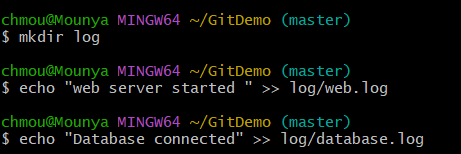 chmou@Mounya MINGW64 ~/GitDemo (master)
$ mkdir log
chmou@Mounya MINGW64 ~/GitDemo (master)
$ echo "web server started " >> log/web.log
chmou@Mounya MINGW64 ~/GitDemo (master)
$ echo "Database connected" >> log/database.log